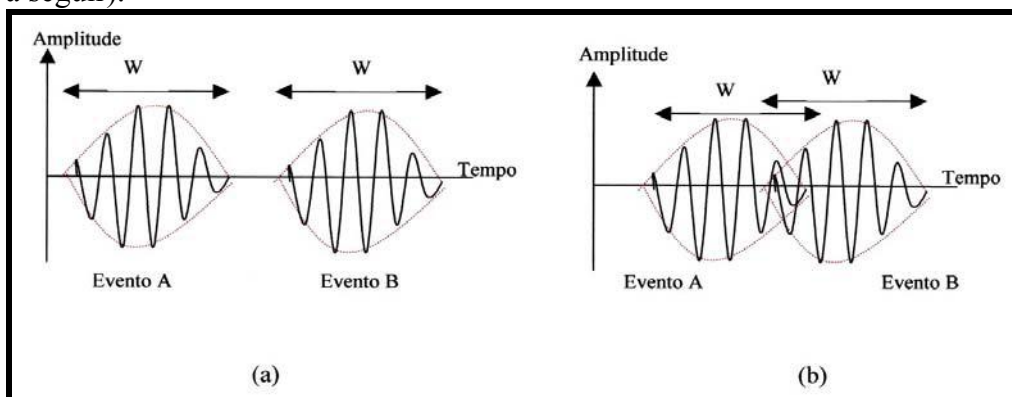 a seguir).
Amplitude
W
W
Tempo
Evento A
Evento B
(a)
Amplitude
W
W
Tempo
Evento A
Evento B
(b)